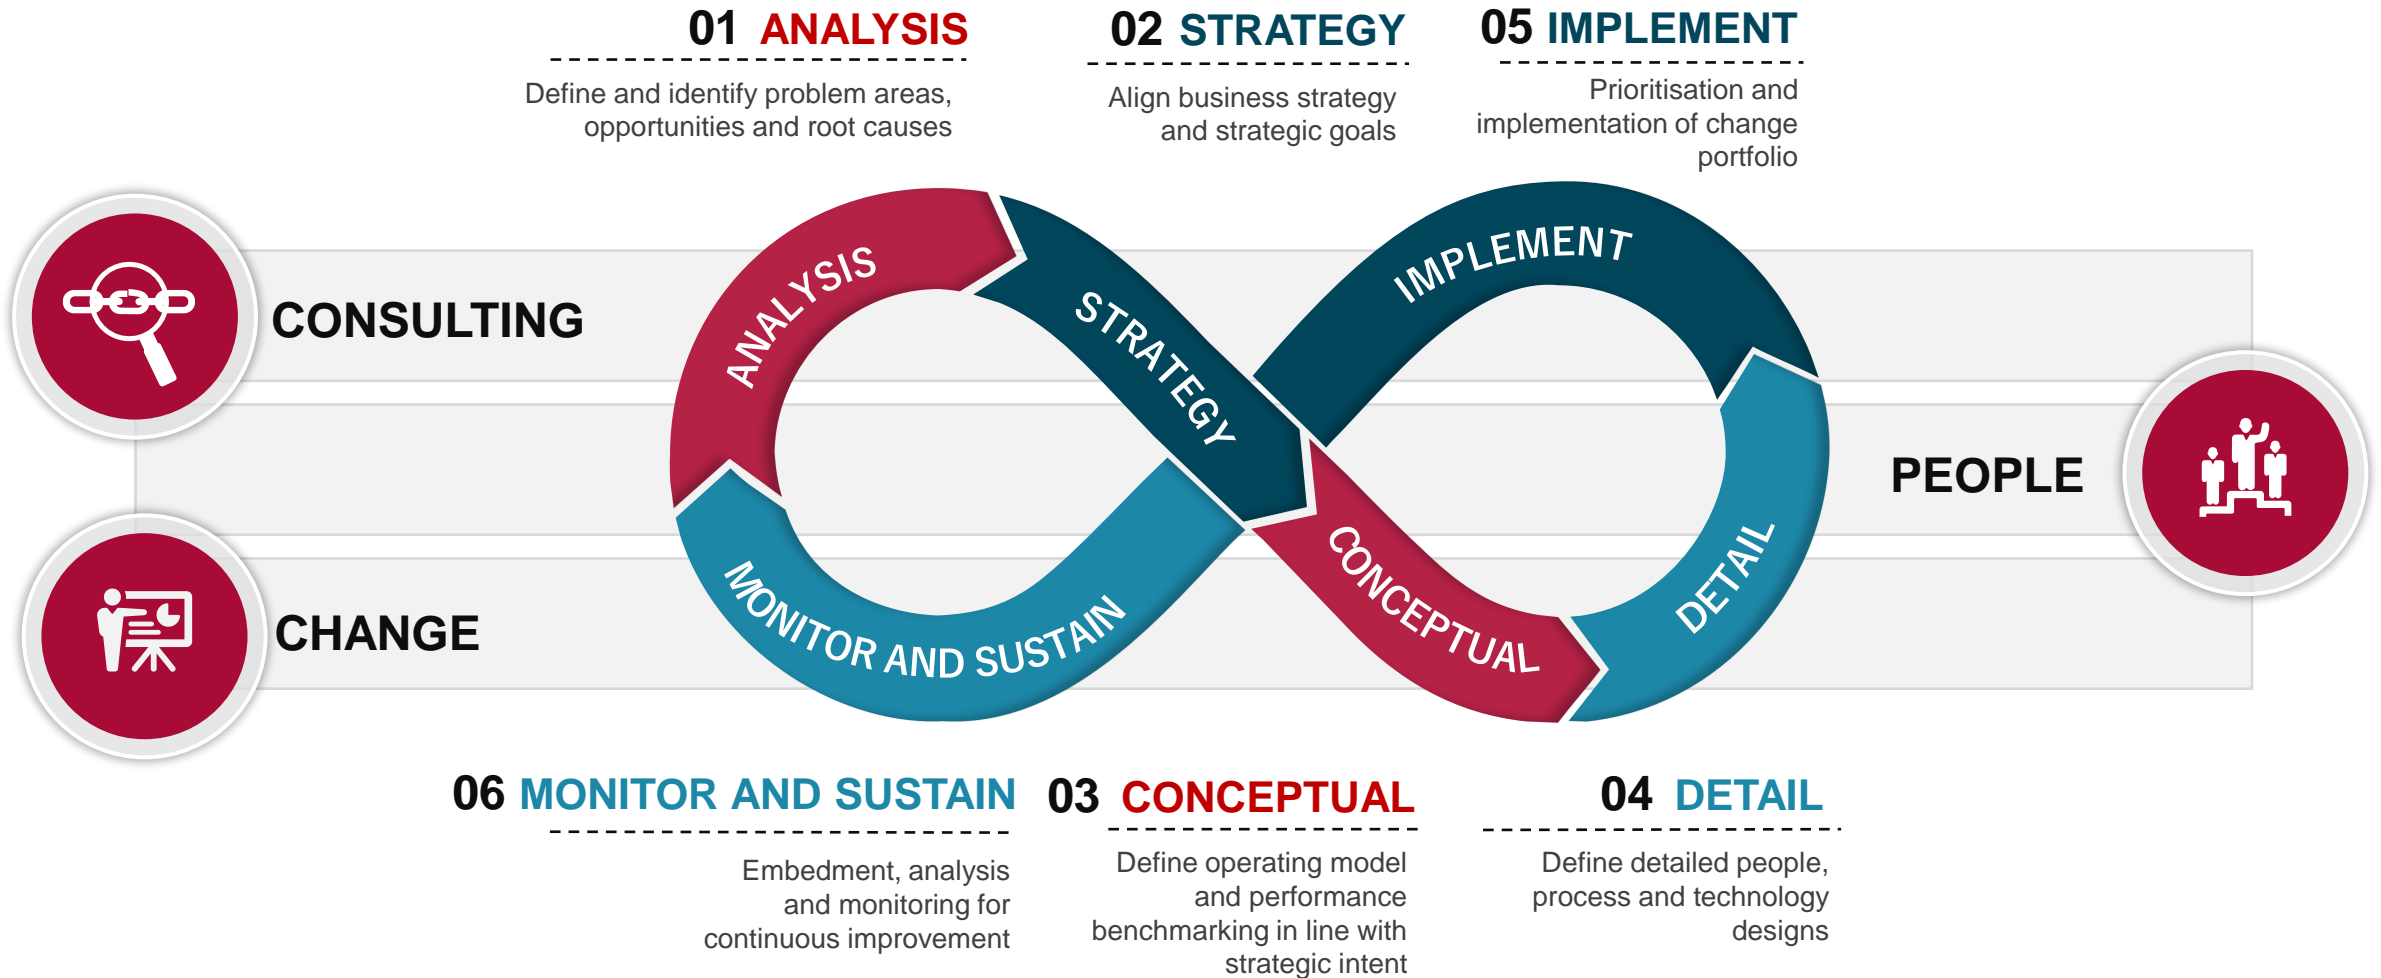 01 ANALYSIS
Define and identify problem areas,
opportunities and root causes
02 STRATEGY
Align business strategy
and strategic goals
05 IMPLEMENT
Prioritisation and
implementation of change
portfolio
CONSULTING
CHANGE
ANALYSIS
STRATEGY
IMPLEMENT
MONITOR AND SUSTAIN
CONCEPTUAL
DETAIL
PEOPLE
06 MONITOR AND SUSTAIN
Embedment, analysis
and monitoring for
continuous improvement
03 CONCEPTUAL
Define operating model
and performance
benchmarking in line with
strategic intent
04 DETAIL
Define detailed people,
process and technology
designs